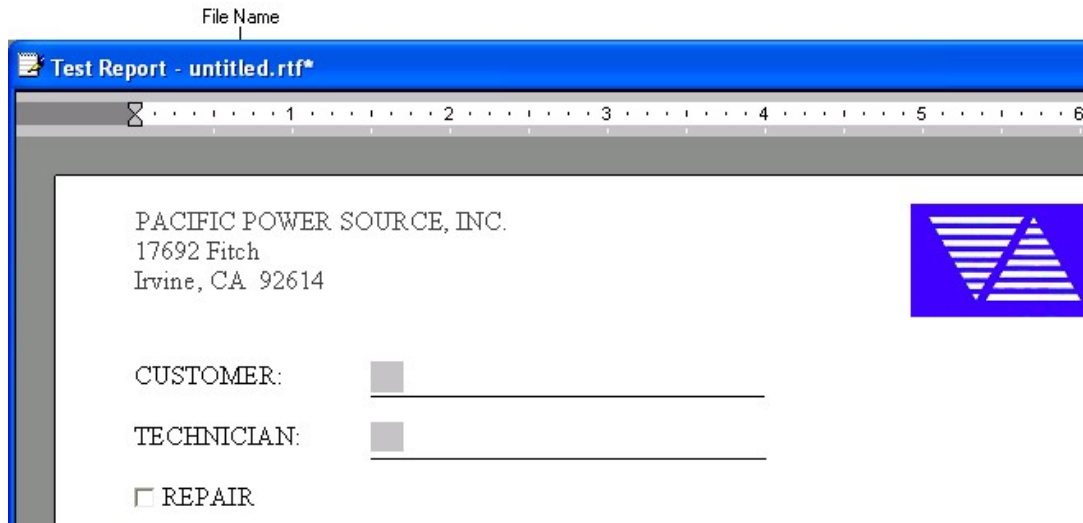 File Name
Test Report - untitled.rtf*
1 2 3 4 5 6
PACIFIC POWER SOURCE, INC.
17692 Fitch
Irvine, CA 92614
CUSTOMER:
TECHNICIAN:
REPAIR